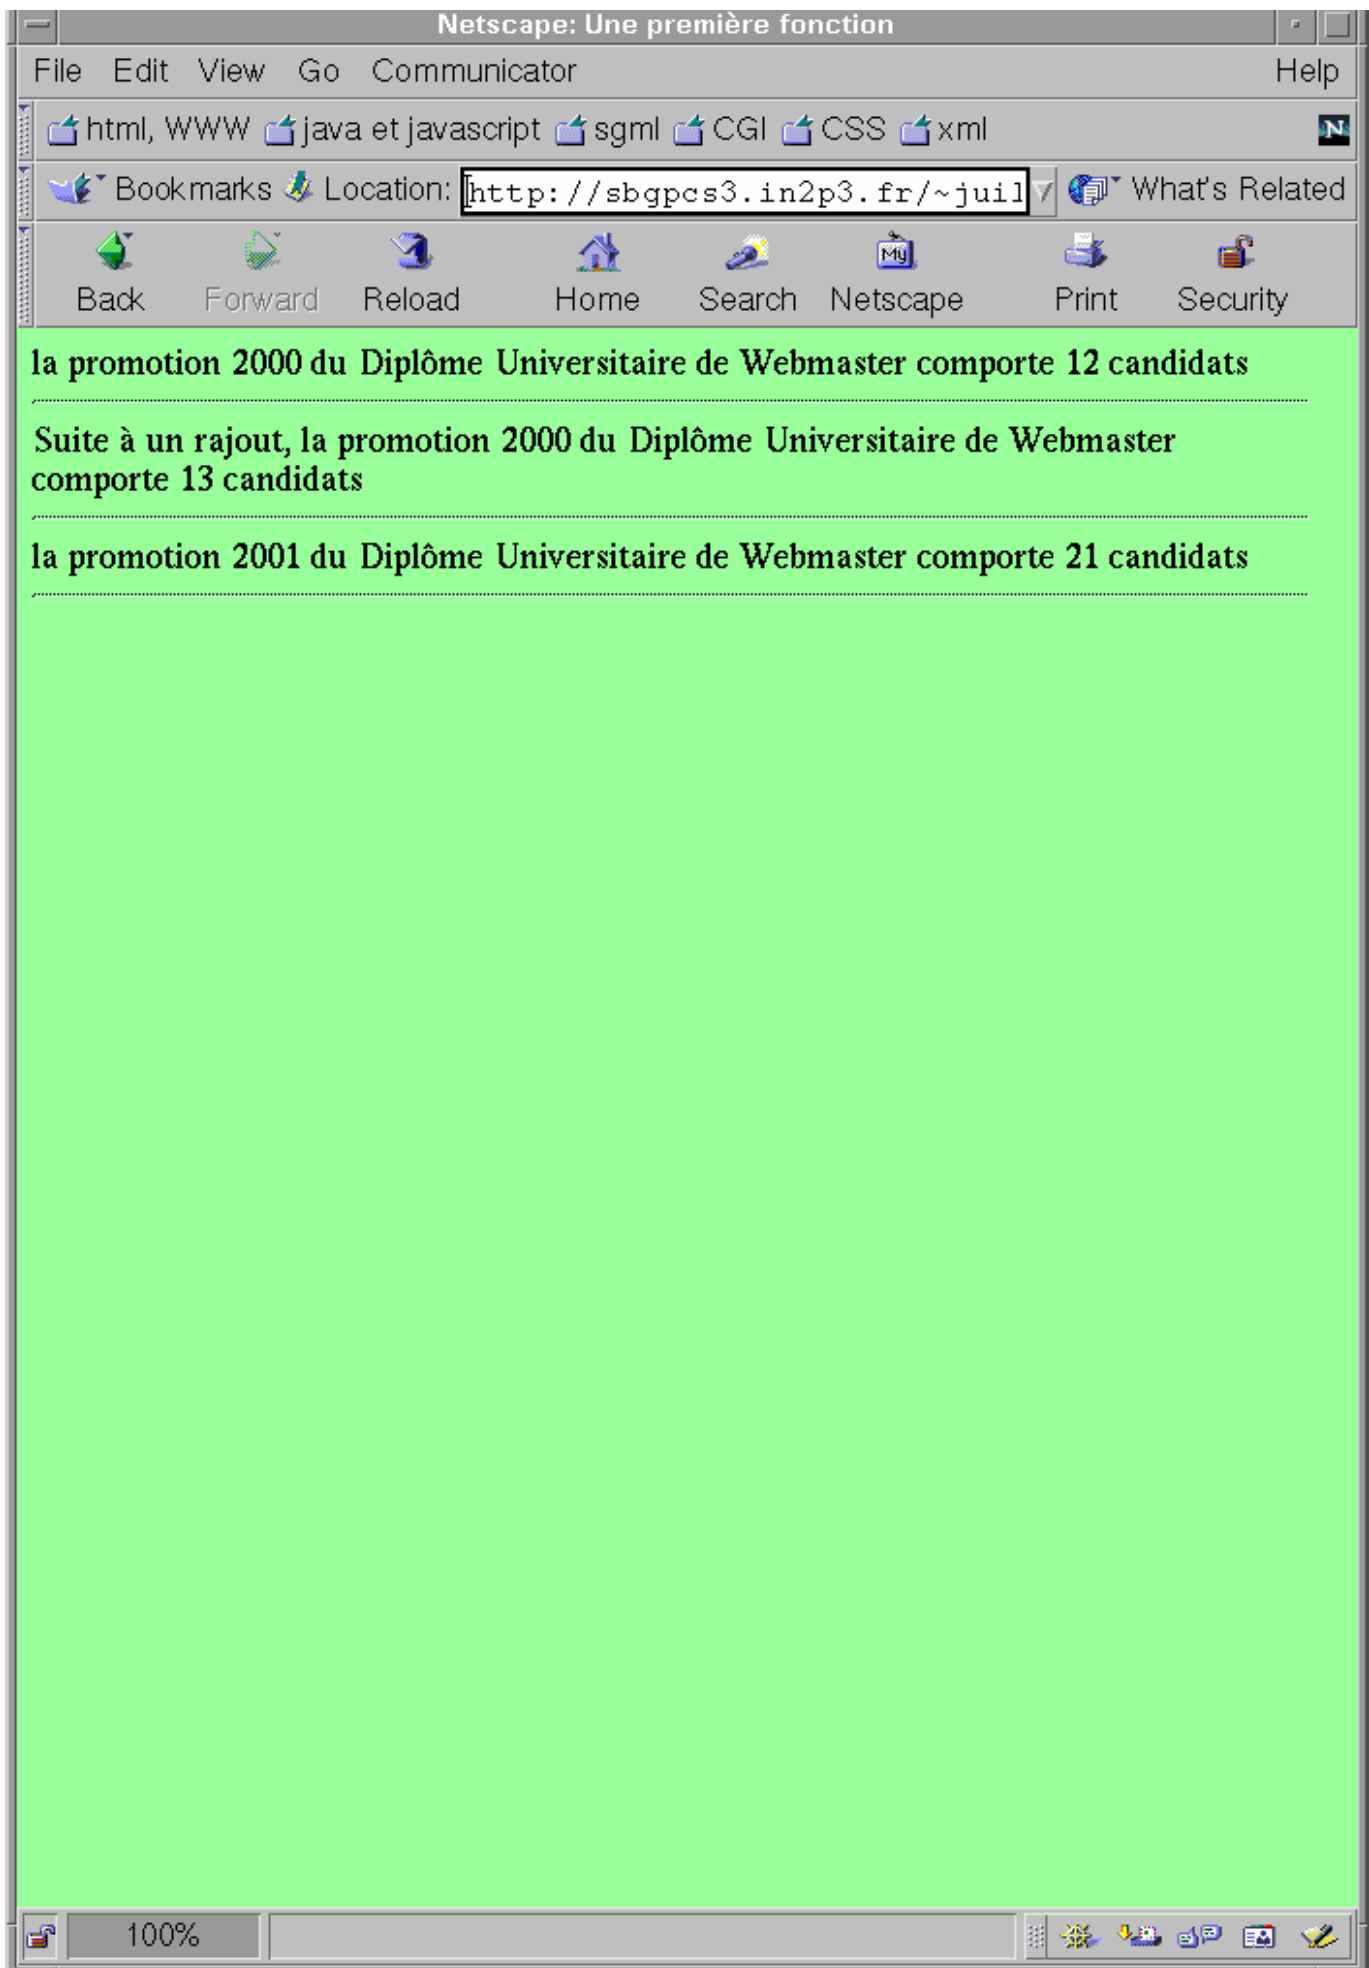 Netscape: Une première fonction
File Edit View Go Communicator Help
html, WWW java et javascript sgml CGI CSS xml N
Bookmarks Location: http://sbgpcs3.in2p3.fr/~juil What's Related
My
Back Forward Reload Home Search Netscape Print Security
la promotion 2000 du Diplôme Universitaire de Webmaster comporte 12 candidats
Suite à un rajout, la promotion 2000 du Diplôme Universitaire de Webmaster
comporte 13 candidats
la promotion 2001 du Diplôme Universitaire de Webmaster comporte 21 candidats
100%